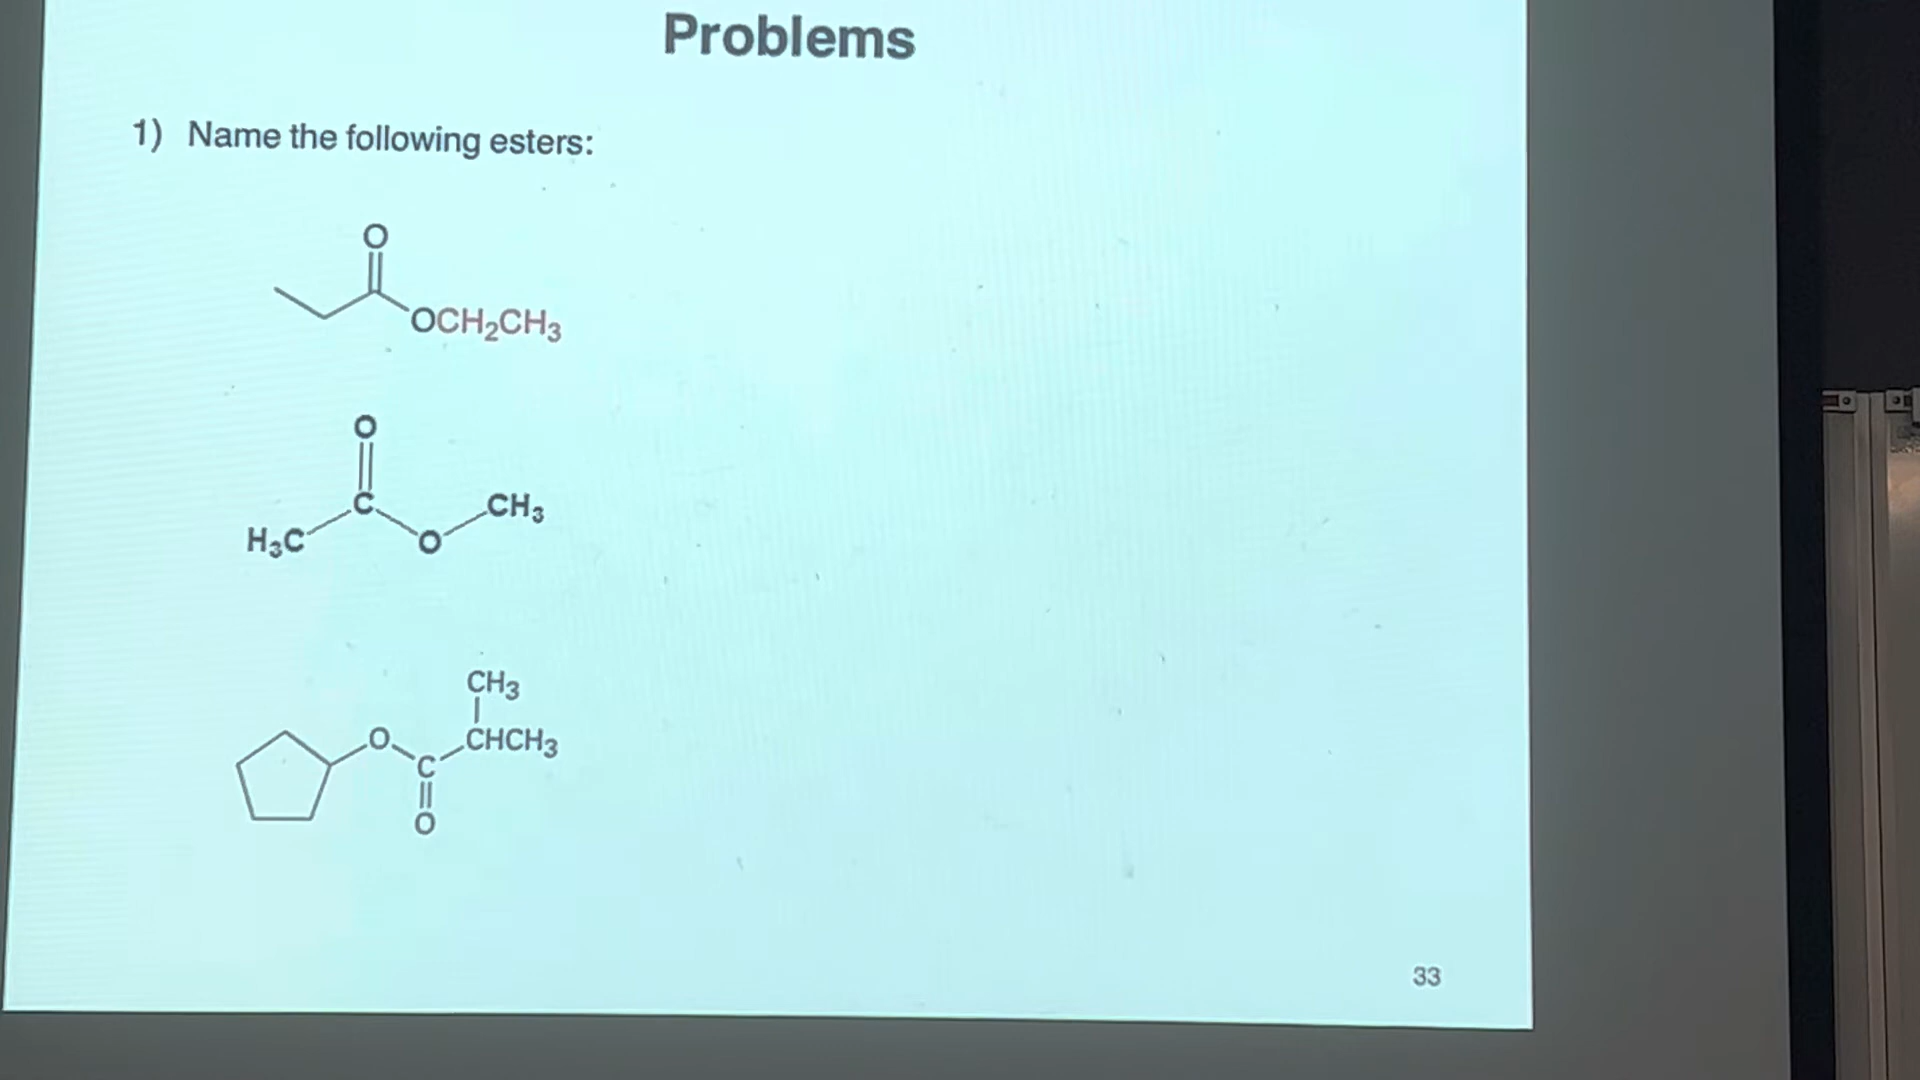 Problems
1) Name the following esters:
O
OCH₂CH₃
O
C
CH₃
H₃C
O
CH₃
O
CHCH₃
C
O
33